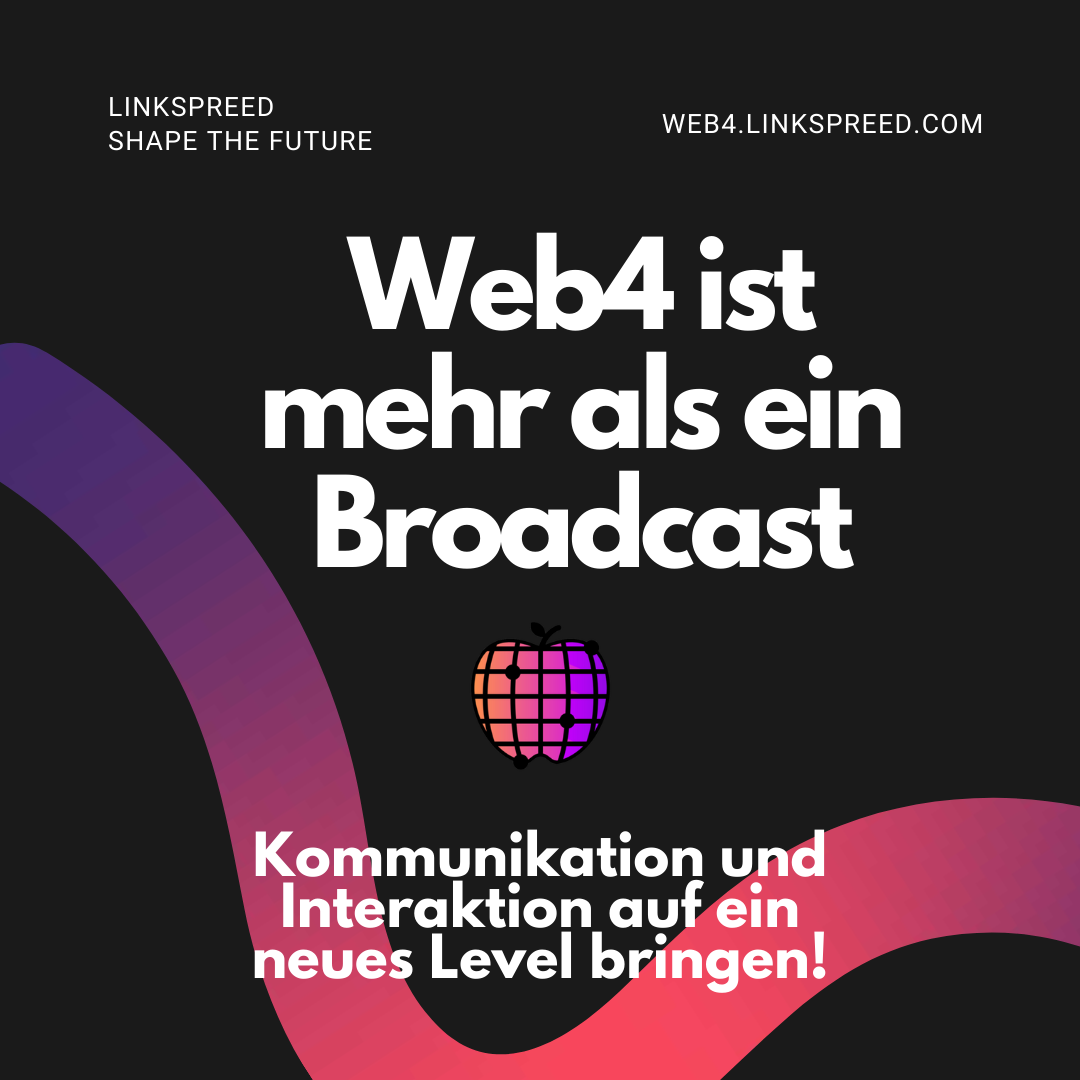 LINKSPREED
SHAPE THE FUTURE
WEB4.LINKSPREED.COM
Web4 ist
mehr als ein
Broadcast
Kommunikation und
Interaktion auf ein
neues Level bringen!